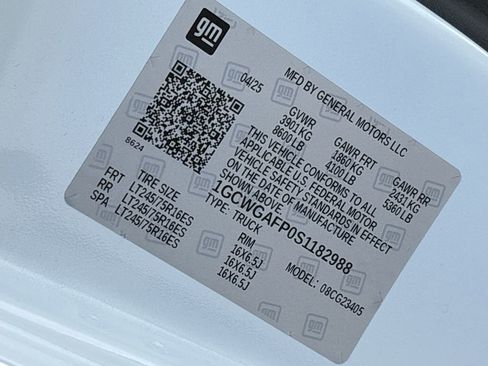 gm
04/25
MFD BY GENERAL MOTORS LLC
GVWR GAWR FRT GAWR RR
3901 KG 1860 KG 2431 KG
8600 LB 4100 LB 5360 LB
THIS VEHICLE CONFORMS TO ALL
APPLICABLE U.S. FEDERAL MOTOR
VEHICLE SAFETY STANDARDS IN EFFECT
ON THE DATE OF MANUFACTURE
SHOWN ABOVE.
1GCWGAFP0S1182988
TYPE: TRUCK MODEL: 08CG23405
8624
TIRE SIZE RIM
FRT LT245/75R16ES 16X6.5J
RR LT245/75R16ES 16X6.5J
SPA LT245/75R16ES 16X6.5J